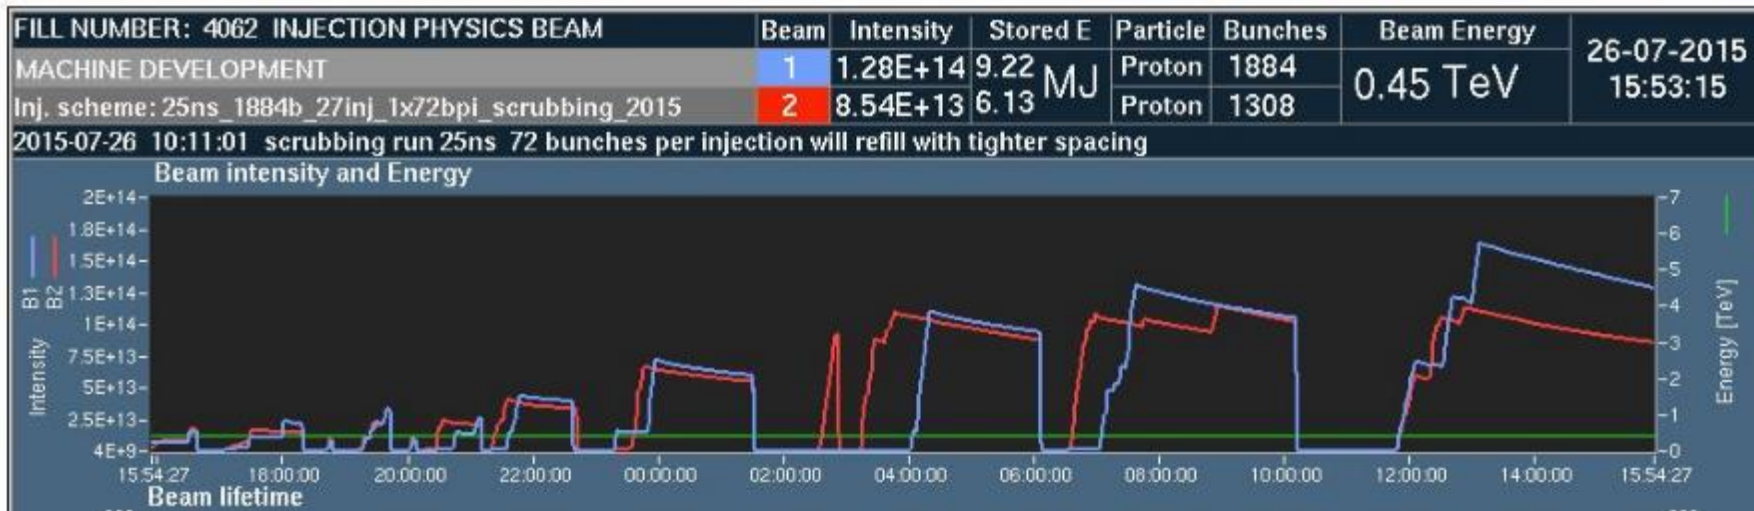 FILL NUMBER: 4062 INJECTION PHYSICS BEAM
Beam Intensity Stored E Particle Bunches Beam Energy
26-07-2015
15:53:15
MACHINE DEVELOPMENT
1 1.28E+14 9.22 MJ Proton 1884 0.45 TeV
Inj. scheme: 25ns_1884b_27inj_1x72bpi_scrubbing_2015
2 8.54E+13 6.13 Proton 1308
2015-07-26 10:11:01 scrubbing run 25ns 72 bunches per injection will refill with tighter spacing
Beam intensity and Energy
Intensity
B1
B2
2E+14
1.8E+14
1.5E+14
1.3E+14
1E+14
7.5E+13
5E+13
2.5E+13
4E+9
7
6
5
4
3
2
1
0
Energy [TeV]
15:54:27 18:00:00 20:00:00 22:00:00 00:00:00 02:00:00 04:00:00 06:00:00 08:00:00 10:00:00 12:00:00 14:00:00 15:54:27
Beam lifetime